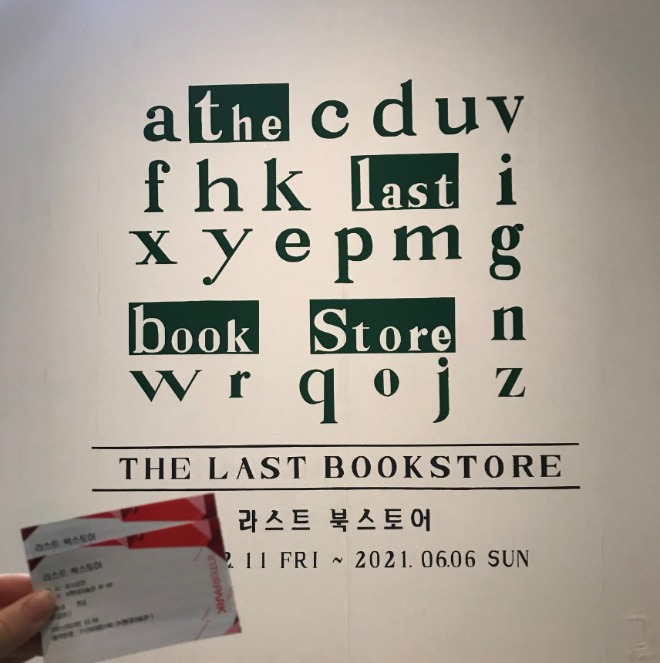 a the c d u v
f h k last i
x y e p m g
book Store n
w r q o j z
THE LAST BOOKSTORE
라스트 북스토어
2. 11 FRI ~ 2021. 06.06 SUN
라스트 북스토어
라스트 북스토어
INTERPARK